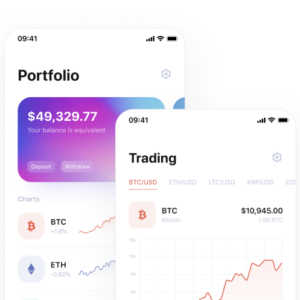 09:41
Portfolio
$49,329.77
Your balance is equivalent
Deposit
Withdraw
Charts
BTC
+1,6%
ETH
-0,82%
09:41
Trading
BTC/USD
ETH/USD
LTC/USD
XRP/USD
EO
BTC
Bitcoin
$10,945.00
1.00 BTC